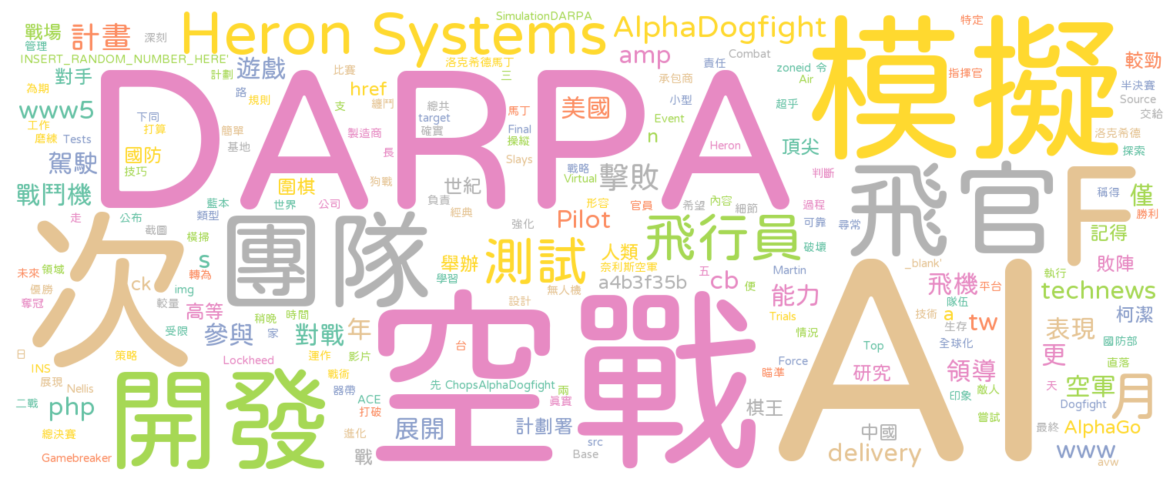 戰場 計畫 深刻 Heron Systems SimulationDARPA AlphaDogfight 特定
管理 模擬 較勁
INSERT_RANDOM_NUMBER_HERE' 遊戲 比賽 洛克希德馬丁 amp Combat
對手 計劃 三 承包商 責任 zoneid 令 指揮官 半決賽
為期 路 規則 href 小型 Air Source
www5 下同 支 纏鬥 總共 馬丁 美國 超乎 交給
工作 打算 簡單 製造商 確實 target Final n Event 洛克希德
磨練 Tests 基地 操縱 頂尖 探索
駕駛 國防 長 Slays 戰略 Heron 判斷
技巧 圍棋 狗戰 世紀 擊敗 Virtual
DARPA
戰鬥機 藍本 世界 公司 負責 形容 官員 希望 內容 過程 稱得 僅
類型 經典 Pilot 細節 可靠 尋常 勝利
走 公布 橫掃 強化 飛行員 破壞 飛官 F 記得
截圖 團隊
次 s 舉辦 測試 人類 _blank' 敗陣
未來 領域 轉為 學習 奈利斯空軍 五 Martin 飛機 平台 執行
優勝 ck img a4b3f35b cb 便 technews
奪冠 較量 高等 無人機 能力 隊伍
稍晚 時間 設計 Trials a tw 柯潔
受限 參與 家 對戰 年 技術 生存 表現
日 策略 運作 影片 台 情況 全球化 國防部
INS Lockheed 空戰 Force Top 更 直落
展現 戰術 瞄準 研究 領導 天 空軍
Nellis 器帶 先 ChopsAlphaDogfight 兩 AI 印象 敵人 月
二戰 php 開發 ACE 真實 棋王 Dogfight
打破 嘗試
總決賽 展開 計劃署 中國 最終 AlphaGo
進化 src delivery www
Gamebreaker 戰 Base avw